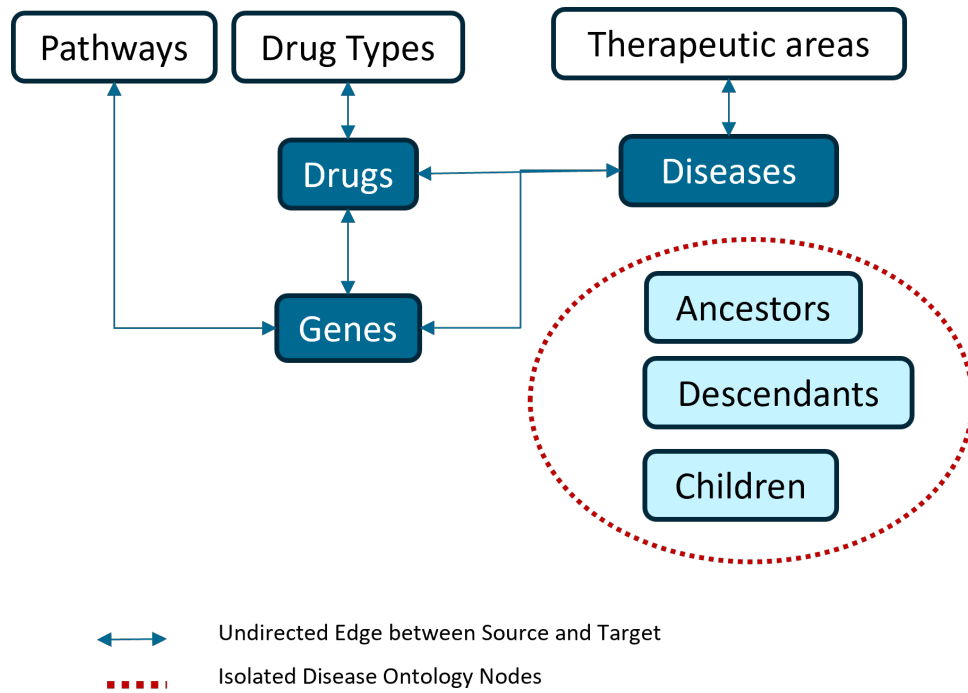 Pathways
Drug Types
Therapeutic areas
Drugs
Diseases
Genes
Ancestors
Descendants
Children
Undirected Edge between Source and Target
Isolated Disease Ontology Nodes